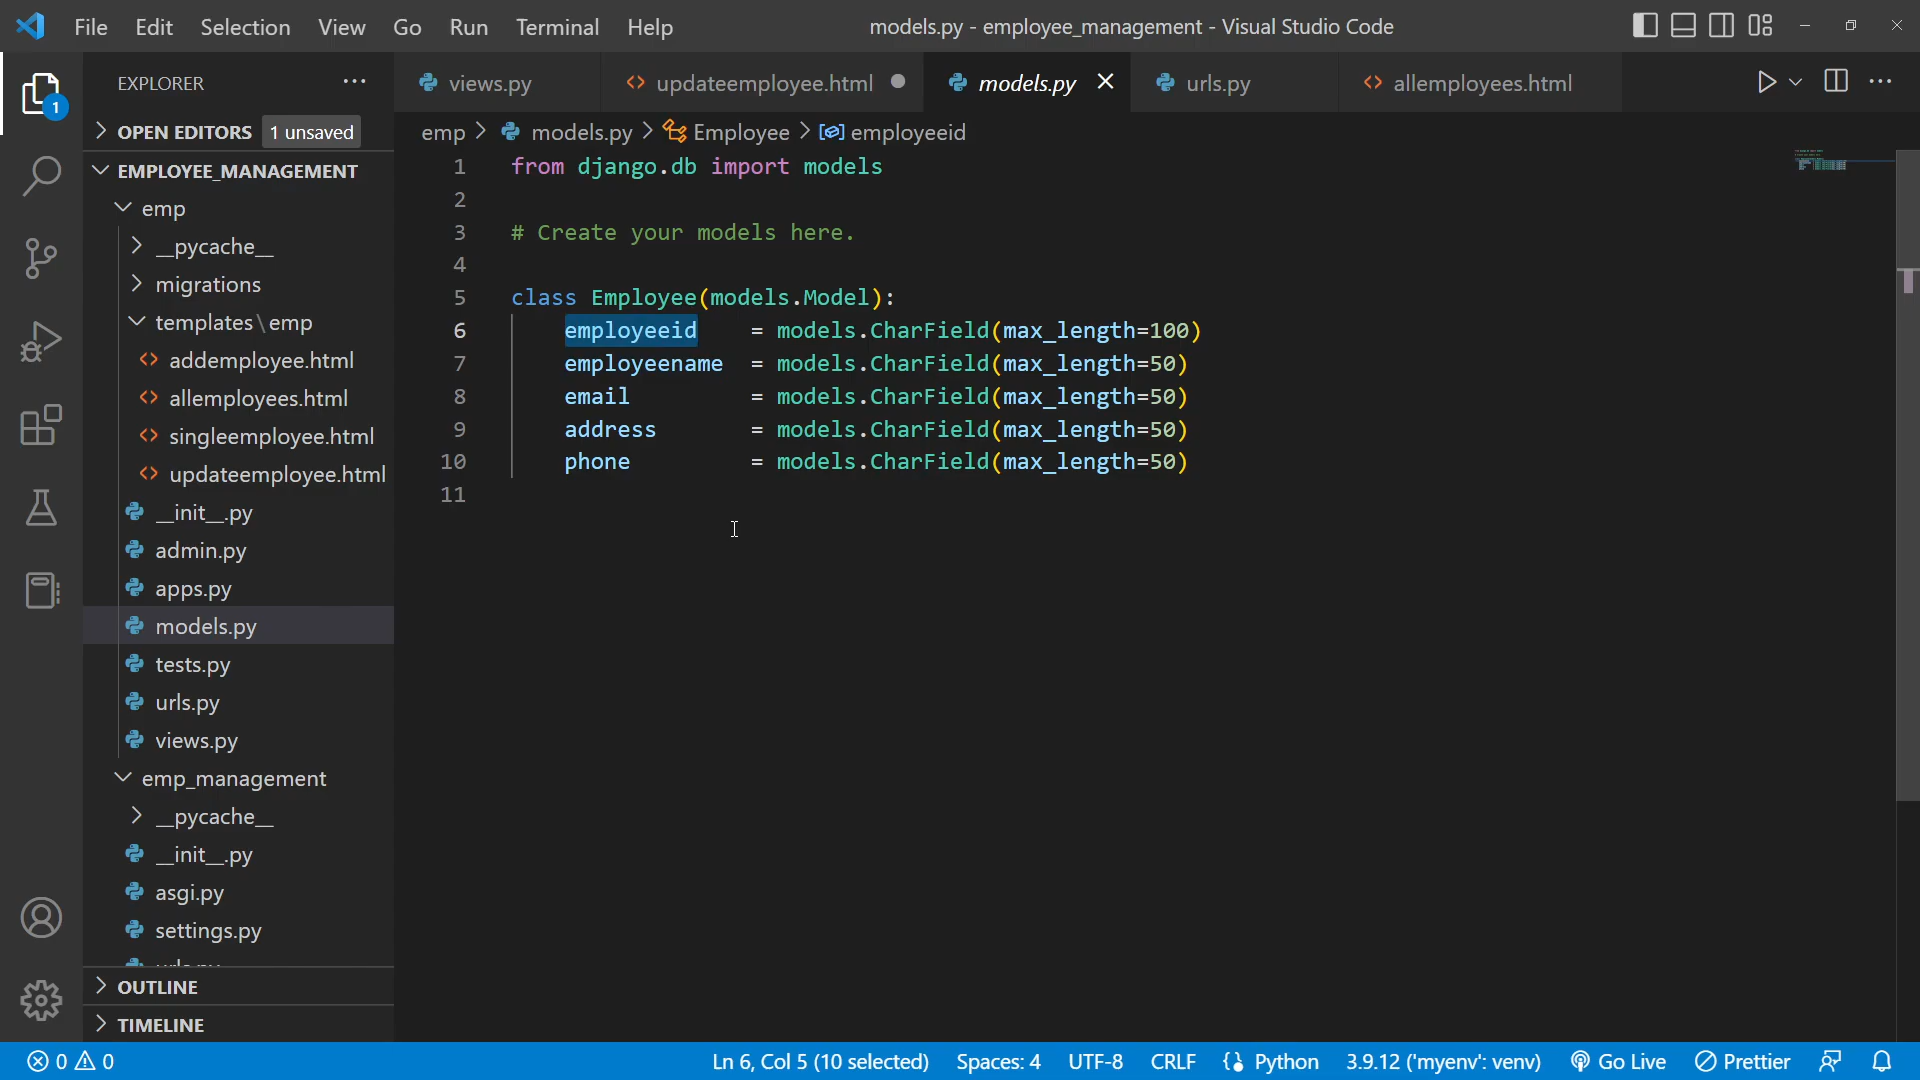 File Edit Selection View Go Run Terminal Help
models.py - employee_management - Visual Studio Code
EXPLORER
1
OPEN EDITORS 1 unsaved
EMPLOYEE_MANAGEMENT
emp
__pycache__
migrations
templates\emp
addemployee.html
allemployees.html
singleemployee.html
updateemployee.html
__init__.py
admin.py
apps.py
models.py
tests.py
urls.py
views.py
emp_management
__pycache__
__init__.py
asgi.py
settings.py
OUTLINE
TIMELINE
views.py updateemployee.html models.py urls.py allemployees.html
emp > models.py > Employee > employeeid
1 from django.db import models
2
3 # Create your models here.
4
5 class Employee(models.Model):
6 employeeid = models.CharField(max_length=100)
7 employeename = models.CharField(max_length=50)
8 email = models.CharField(max_length=50)
9 address = models.CharField(max_length=50)
10 phone = models.CharField(max_length=50)
11
0 0 Ln 6, Col 5 (10 selected) Spaces: 4 UTF-8 CRLF Python 3.9.12 ('myenv': venv) Go Live Prettier